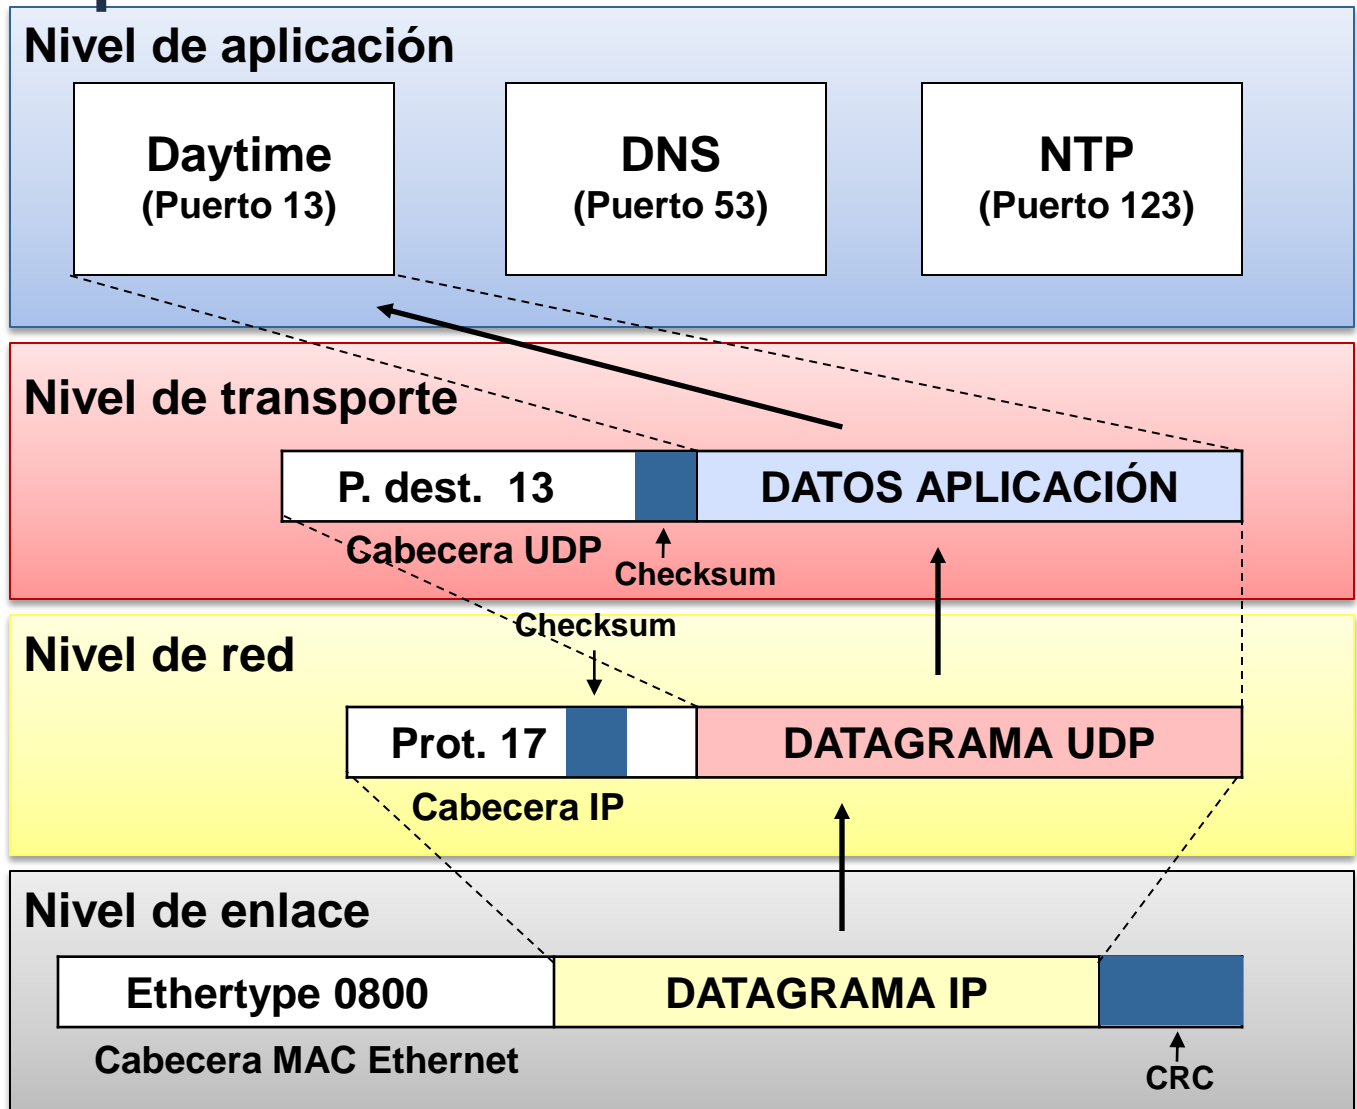 Nivel de aplicación
Daytime
(Puerto 13)
DNS
(Puerto 53)
NTP
(Puerto 123)
Nivel de transporte
P. dest. 13
DATOS APLICACIÓN
Cabecera UDP
Checksum
Checksum
Nivel de red
Prot. 17
DATAGRAMA UDP
Cabecera IP
Nivel de enlace
Ethertype 0800
DATAGRAMA IP
Cabecera MAC Ethernet
CRC